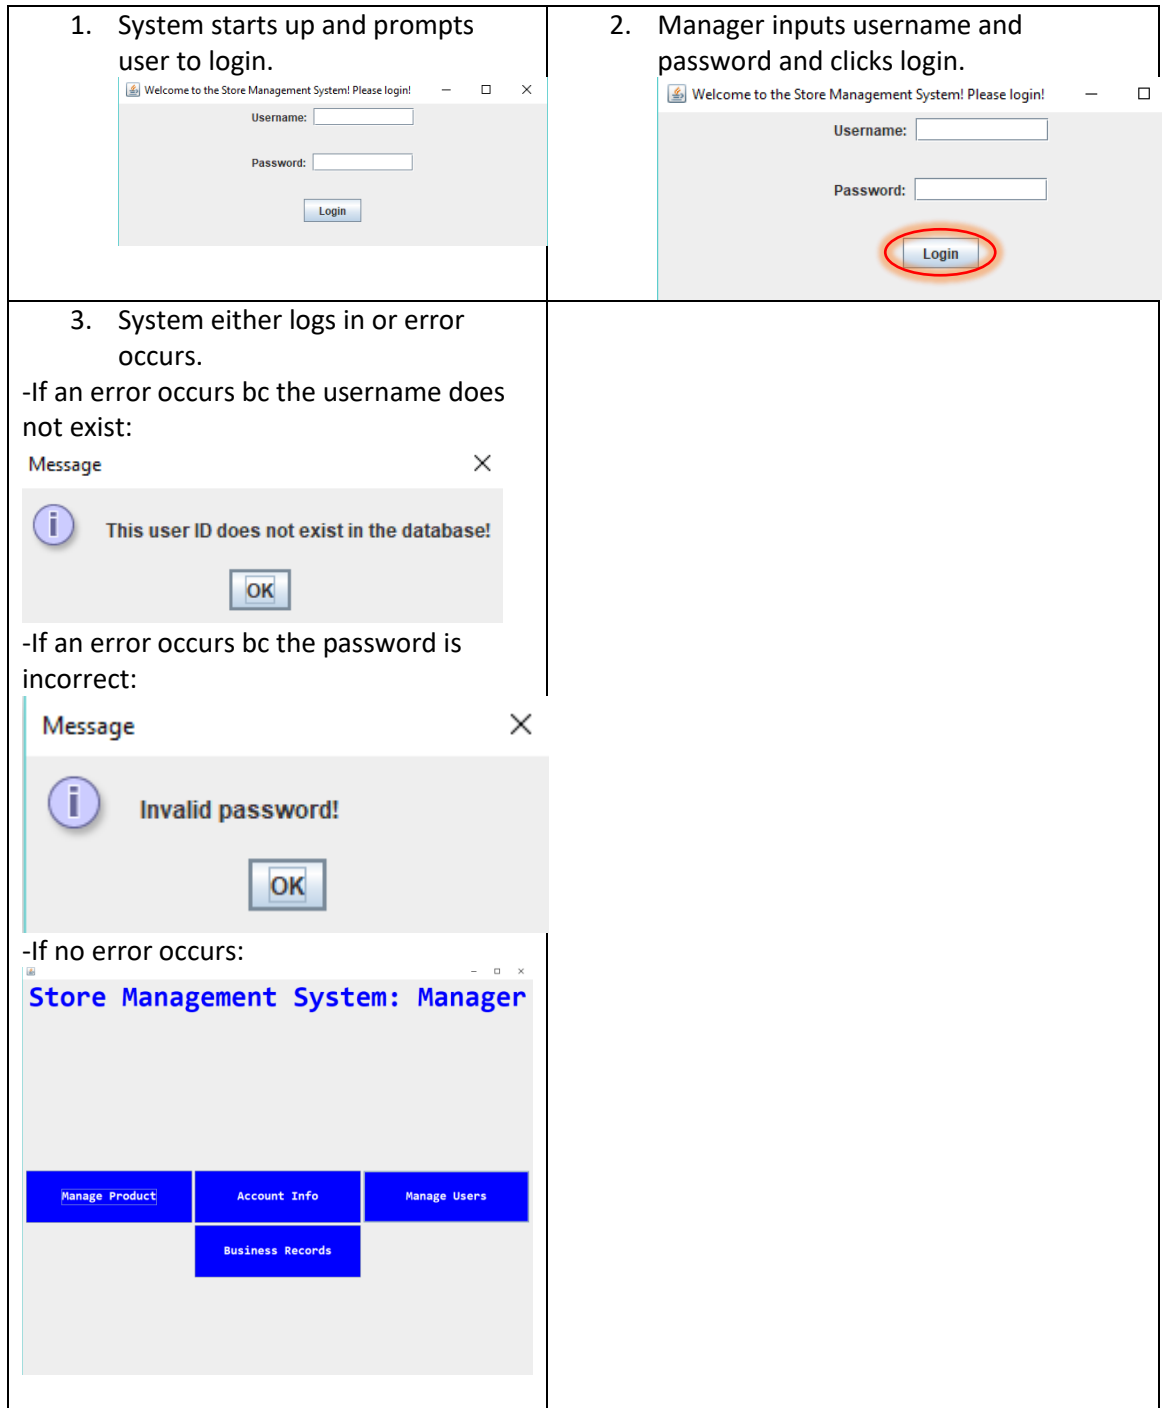 1. System starts up and prompts
user to login.
Welcome to the Store Management System! Please login!
Username:
Password:
Login
2. Manager inputs username and
password and clicks login.
Welcome to the Store Management System! Please login!
Username:
Password:
Login
3. System either logs in or error
occurs.
-If an error occurs bc the username does
not exist:
Message
This user ID does not exist in the database!
OK
-If an error occurs bc the password is
incorrect:
Message
Invalid password!
OK
-If no error occurs:
Store Management System: Manager
Manage Product Account Info Manage Users
Business Records